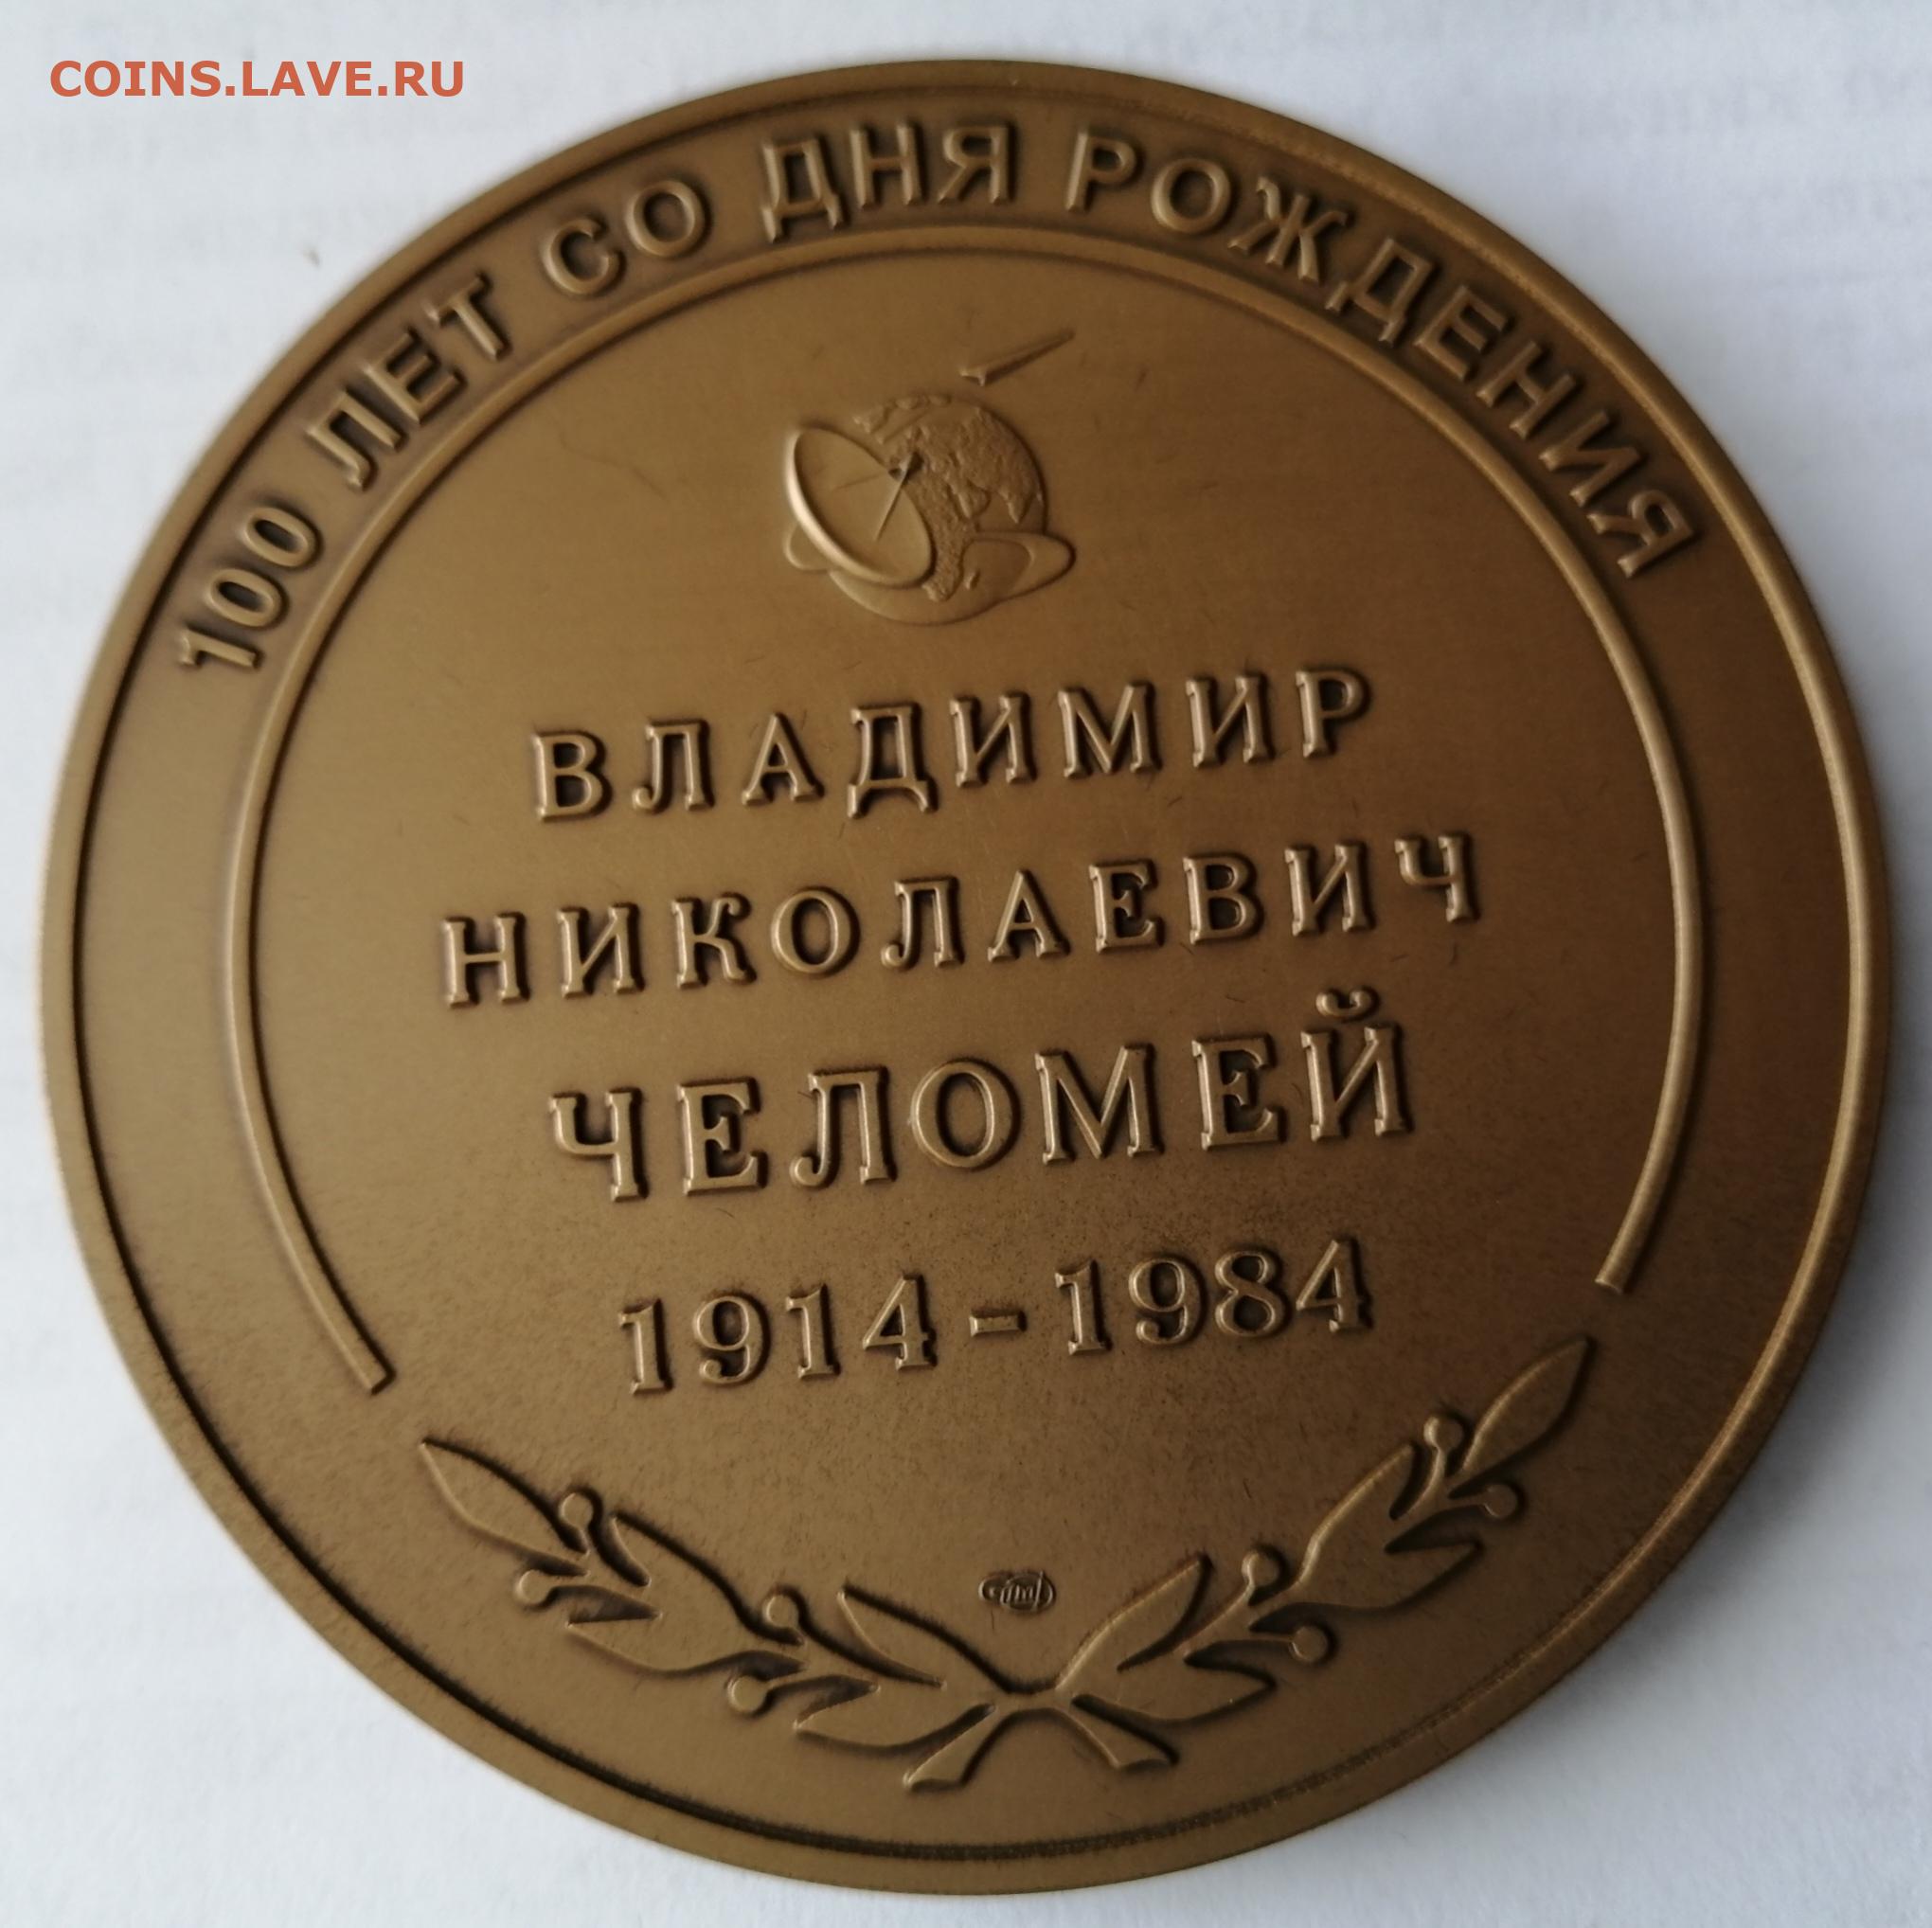 COINS.LAVE.RU
100 ЛЕТ СО ДНЯ РОЖДЕНИЯ
ВЛАДИМИР
НИКОЛАЕВИЧ
ЧЕЛОМЕЙ
1914-1984